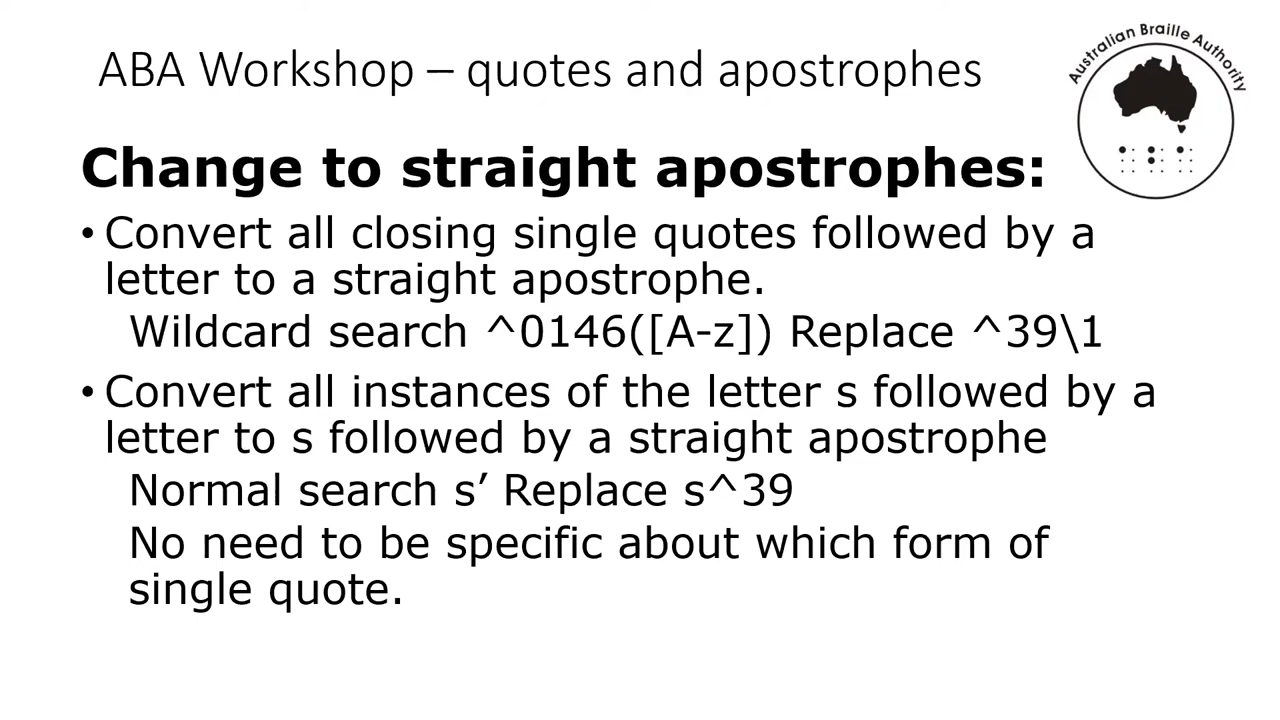 ABA Workshop – quotes and apostrophes
Australian Braille Authority
Change to straight apostrophes:
• Convert all closing single quotes followed by a
letter to a straight apostrophe.
Wildcard search ^0146([A-z]) Replace ^39\1
• Convert all instances of the letter s followed by a
letter to s followed by a straight apostrophe
Normal search s’ Replace s^39
No need to be specific about which form of
single quote.